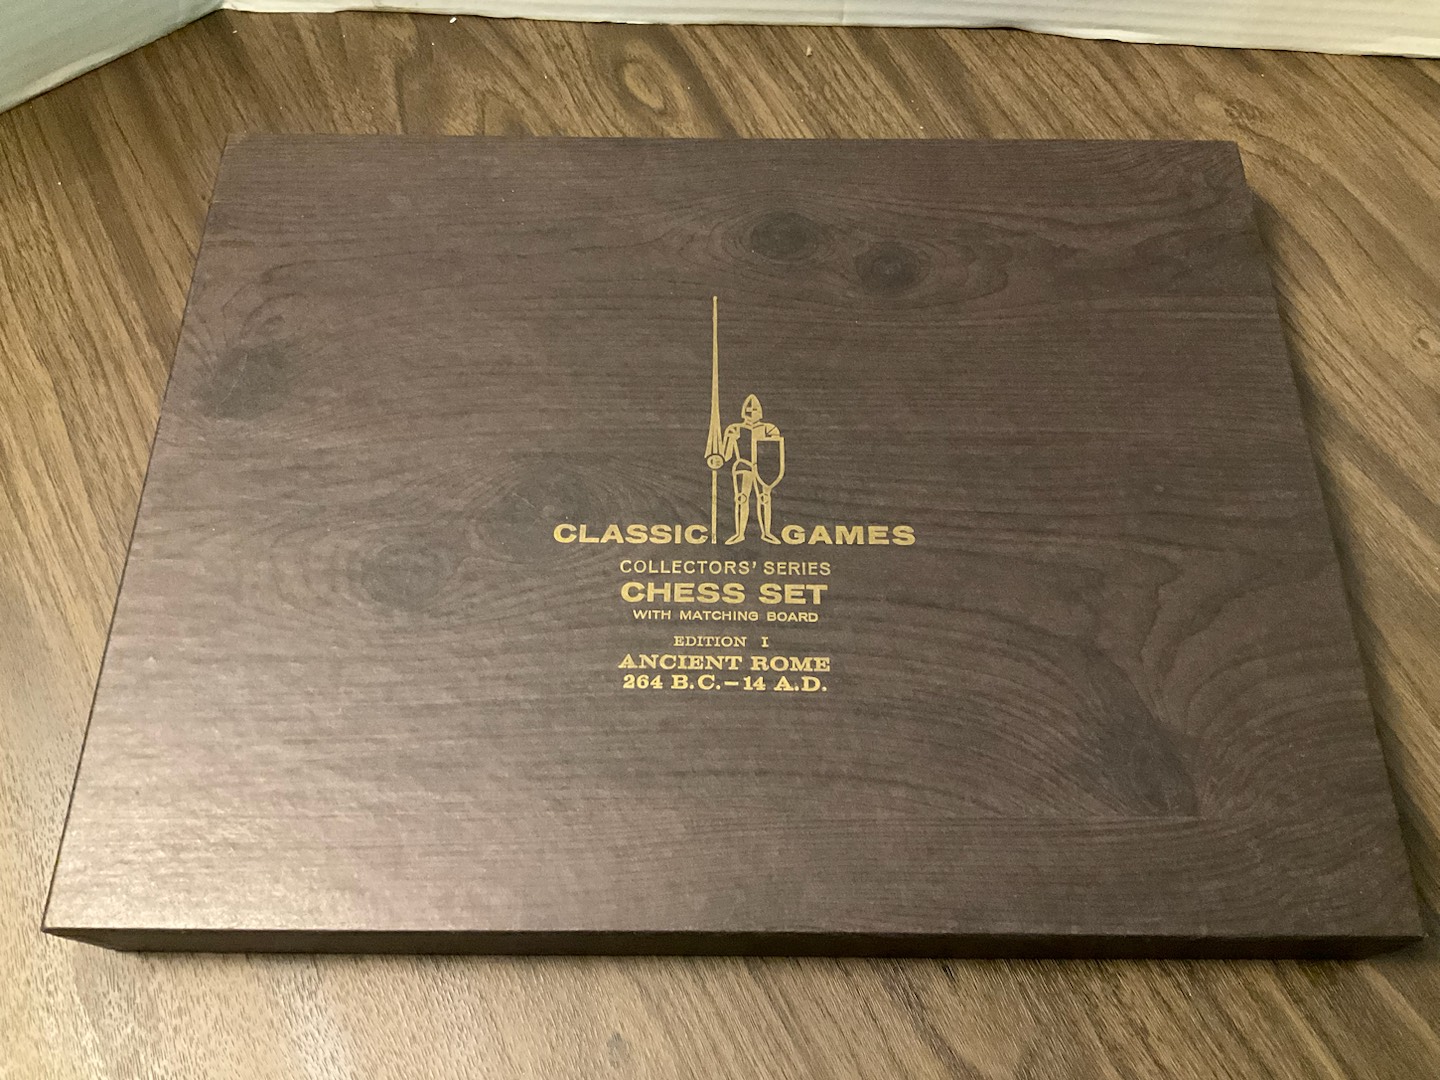 CLASSIC GAMES
COLLECTORS' SERIES
CHESS SET
WITH MATCHING BOARD
EDITION I
ANCIENT ROME
264 B.C.–14 A.D.